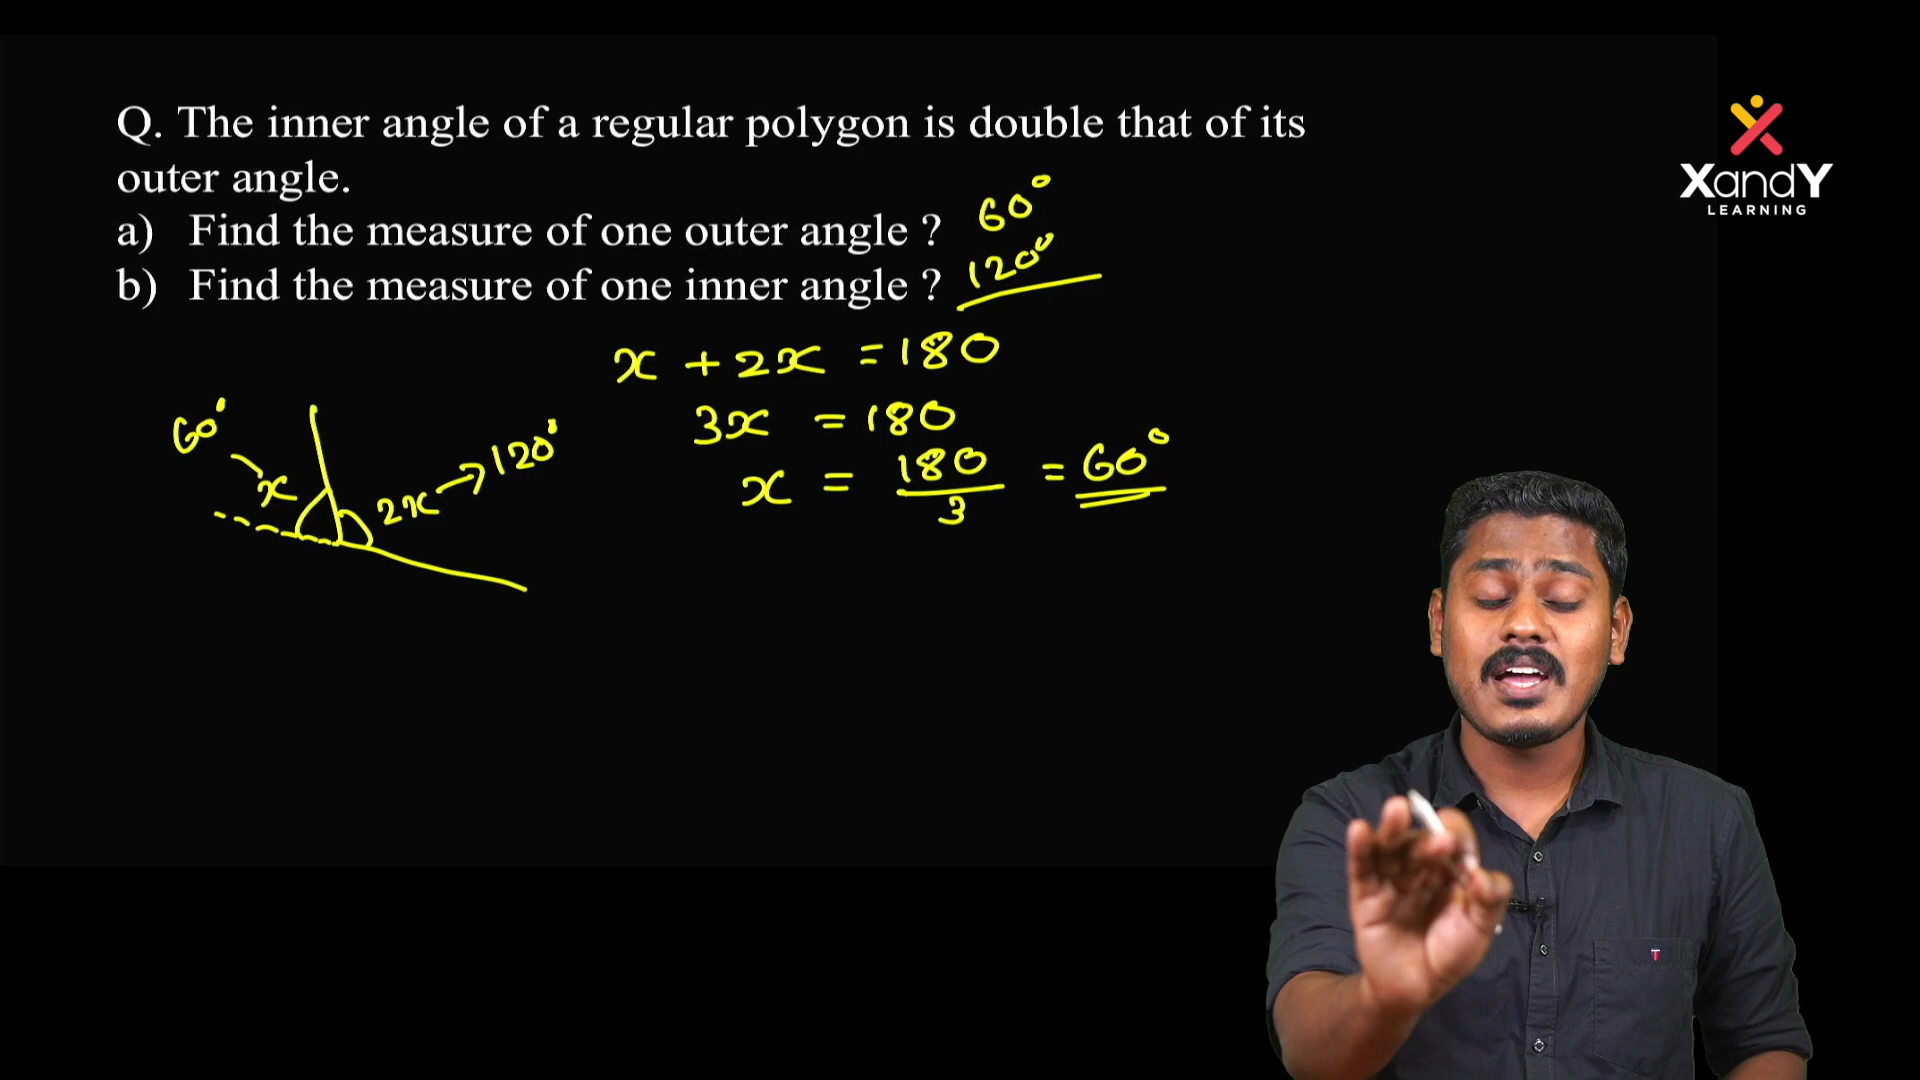 Q. The inner angle of a regular polygon is double that of its
outer angle.
a) Find the measure of one outer angle ? 60°
b) Find the measure of one inner angle ? 120°
x + 2x = 180
3x = 180
x = 180/3 = 60°
60°
x
2x → 120°
XandY
LEARNING
T